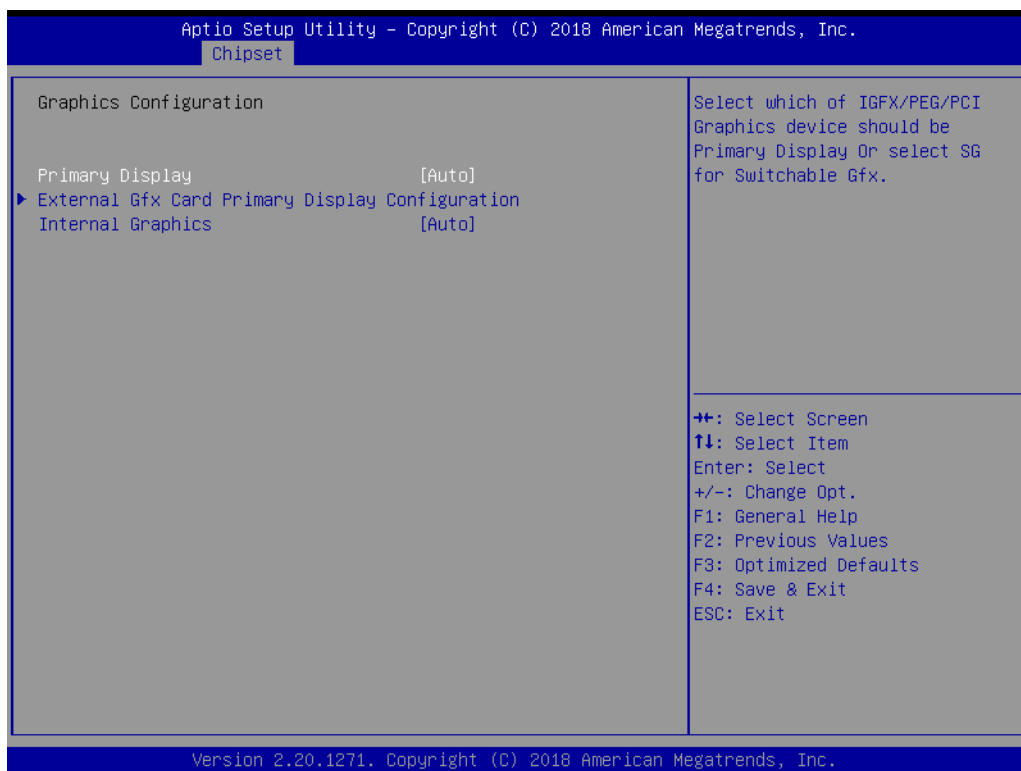 Aptio Setup Utility – Copyright (C) 2018 American Megatrends, Inc.
Chipset
Graphics Configuration
Primary Display [Auto]
External Gfx Card Primary Display Configuration
Internal Graphics [Auto]
Select which of IGFX/PEG/PCI
Graphics device should be
Primary Display Or select SG
for Switchable Gfx.
→←: Select Screen
↑↓: Select Item
Enter: Select
+/-: Change Opt.
F1: General Help
F2: Previous Values
F3: Optimized Defaults
F4: Save & Exit
ESC: Exit
Version 2.20.1271. Copyright (C) 2018 American Megatrends, Inc.